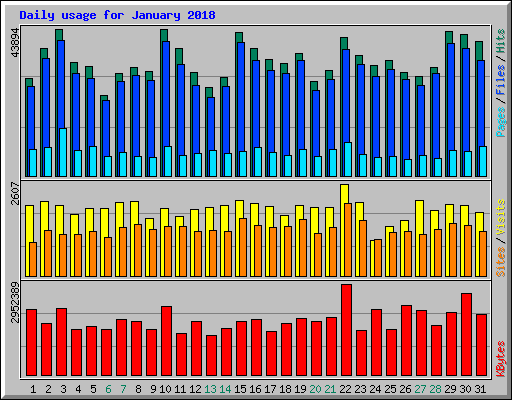 Daily usage for January 2018
43894
Pages / Files / Hits
2607
Sites / Visits
2952389
KBytes
1 2 3 4 5 6 7 8 9 10 11 12 13 14 15 16 17 18 19 20 21 22 23 24 25 26 27 28 29 30 31